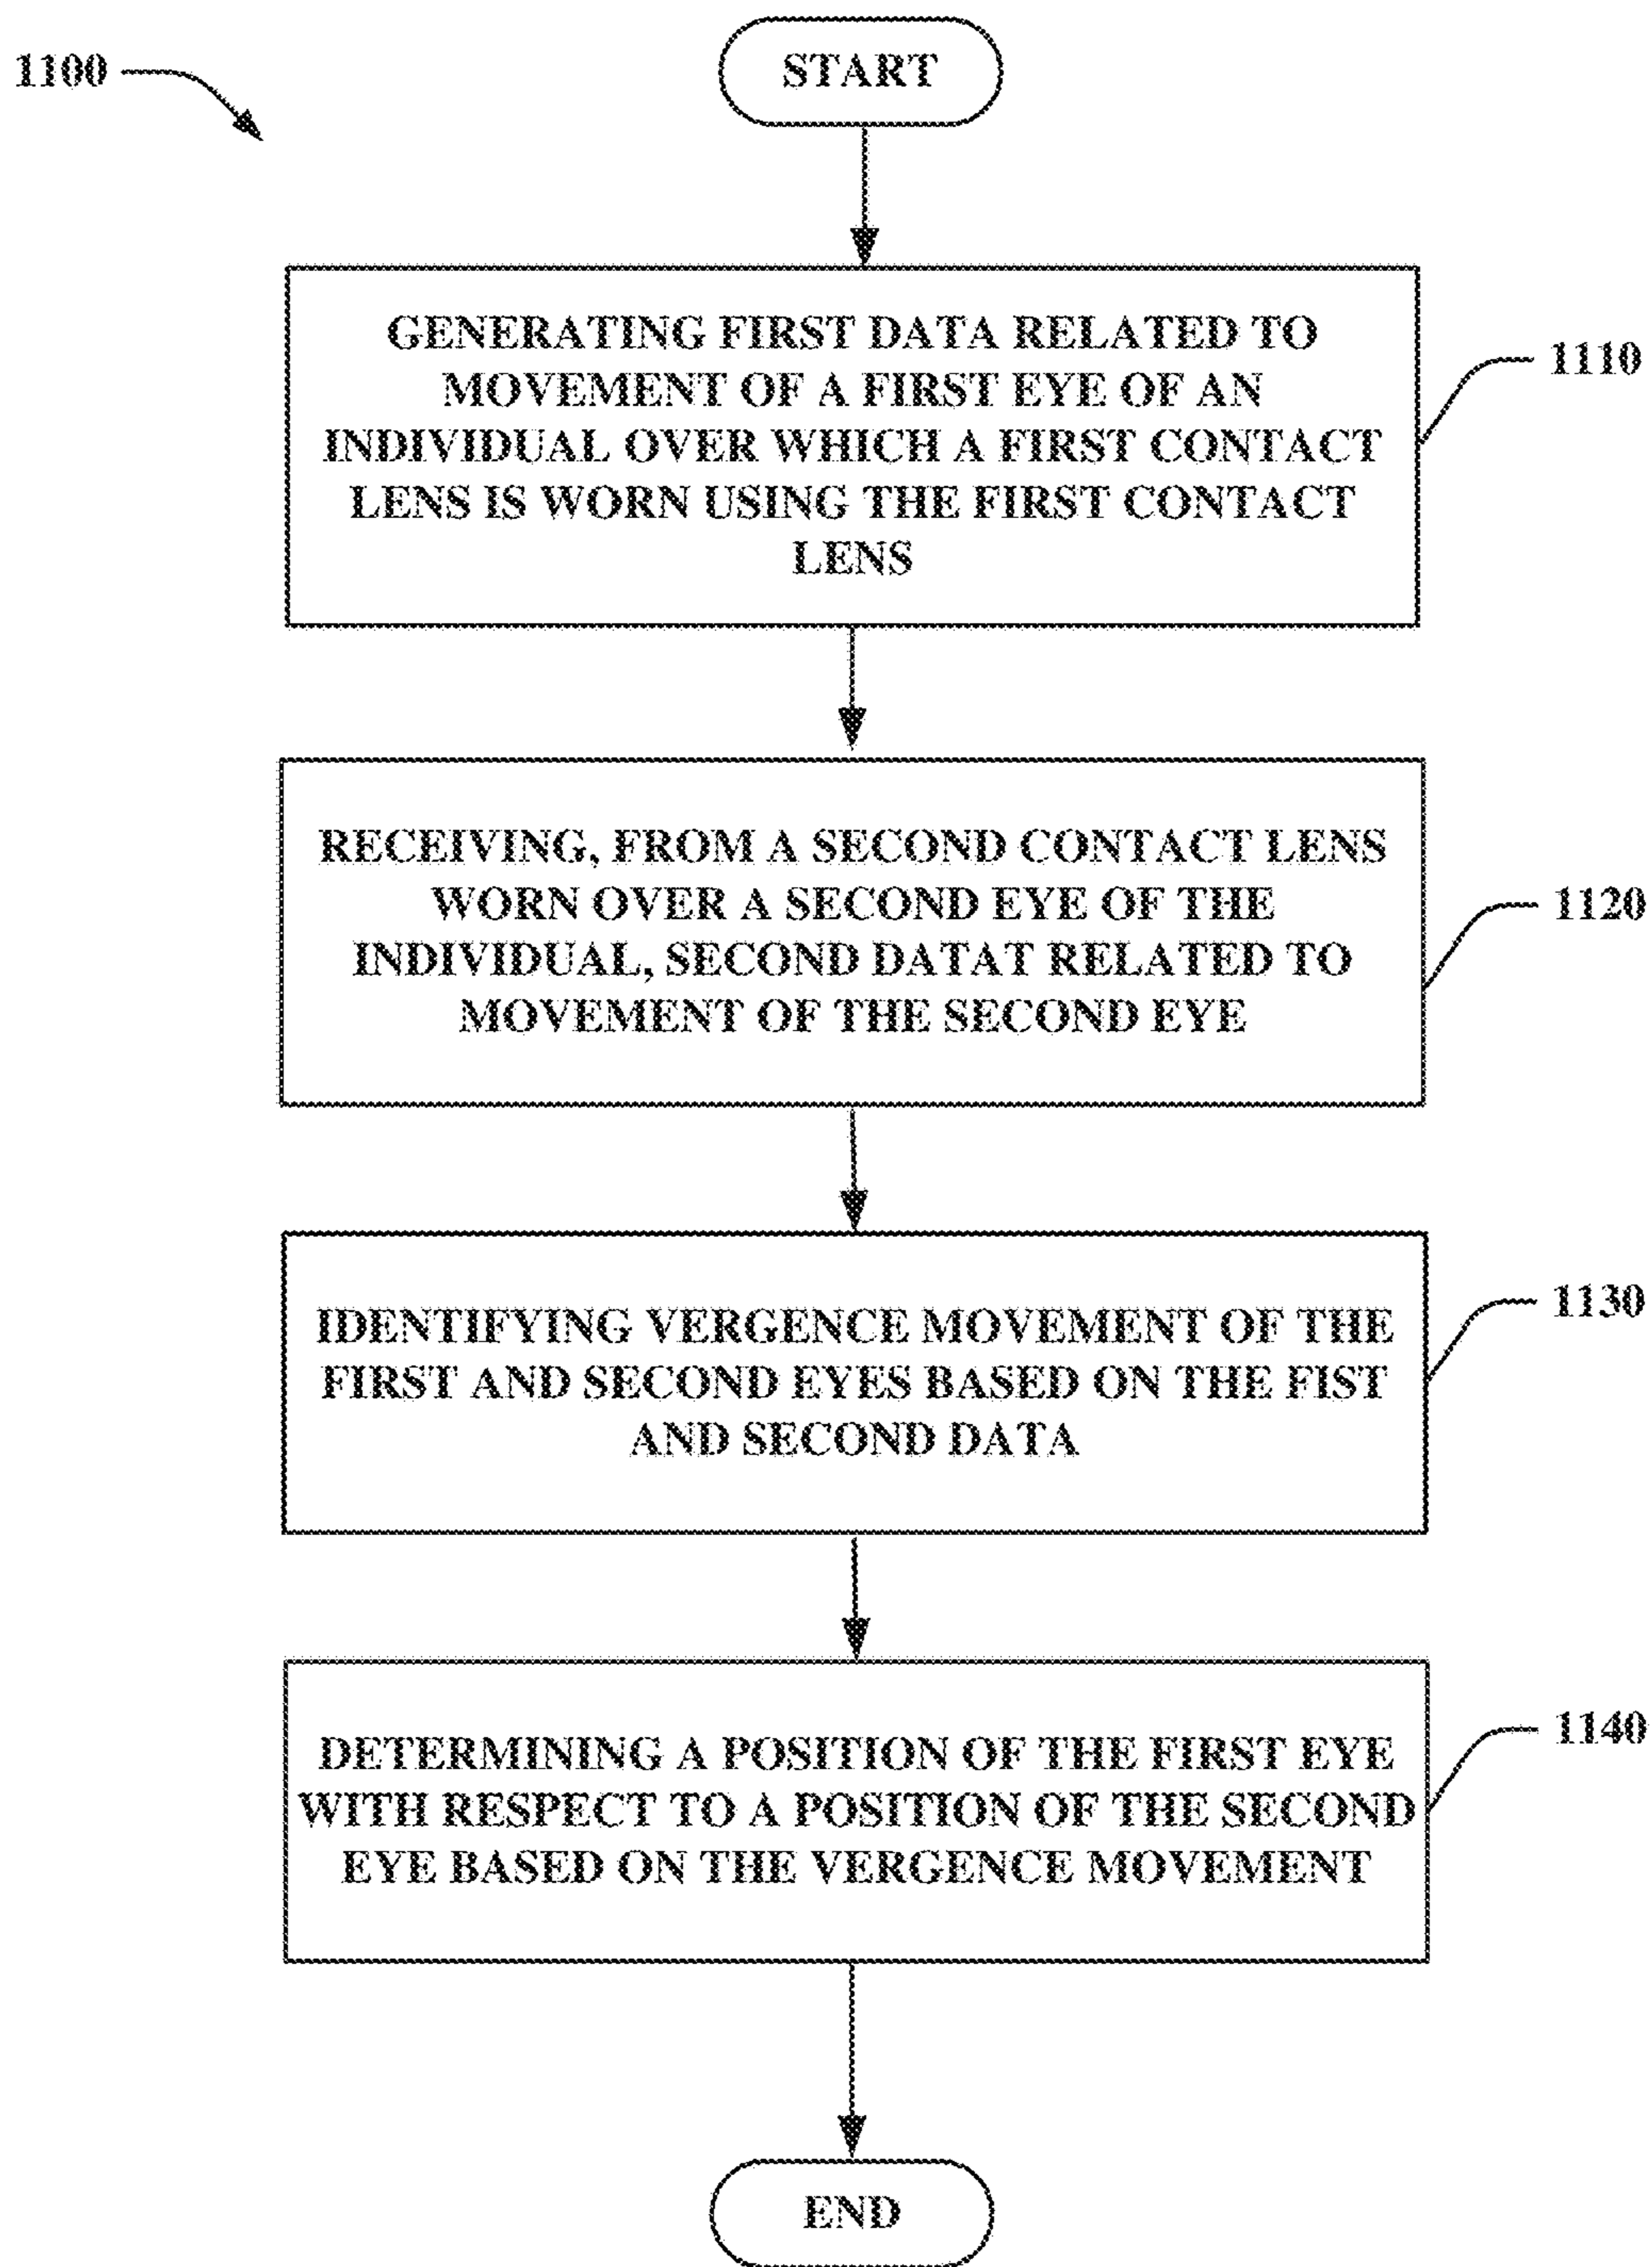 1100
START
GENERATING FIRST DATA RELATED TO
MOVEMENT OF A FIRST EYE OF AN
INDIVIDUAL OVER WHICH A FIRST CONTACT
LENS IS WORN USING THE FIRST CONTACT
LENS
1110
RECEIVING, FROM A SECOND CONTACT LENS
WORN OVER A SECOND EYE OF THE
INDIVIDUAL, SECOND DATAT RELATED TO
MOVEMENT OF THE SECOND EYE
1120
IDENTIFYING VERGENCE MOVEMENT OF THE
FIRST AND SECOND EYES BASED ON THE FIST
AND SECOND DATA
1130
DETERMINING A POSITION OF THE FIRST EYE
WITH RESPECT TO A POSITION OF THE SECOND
EYE BASED ON THE VERGENCE MOVEMENT
1140
END